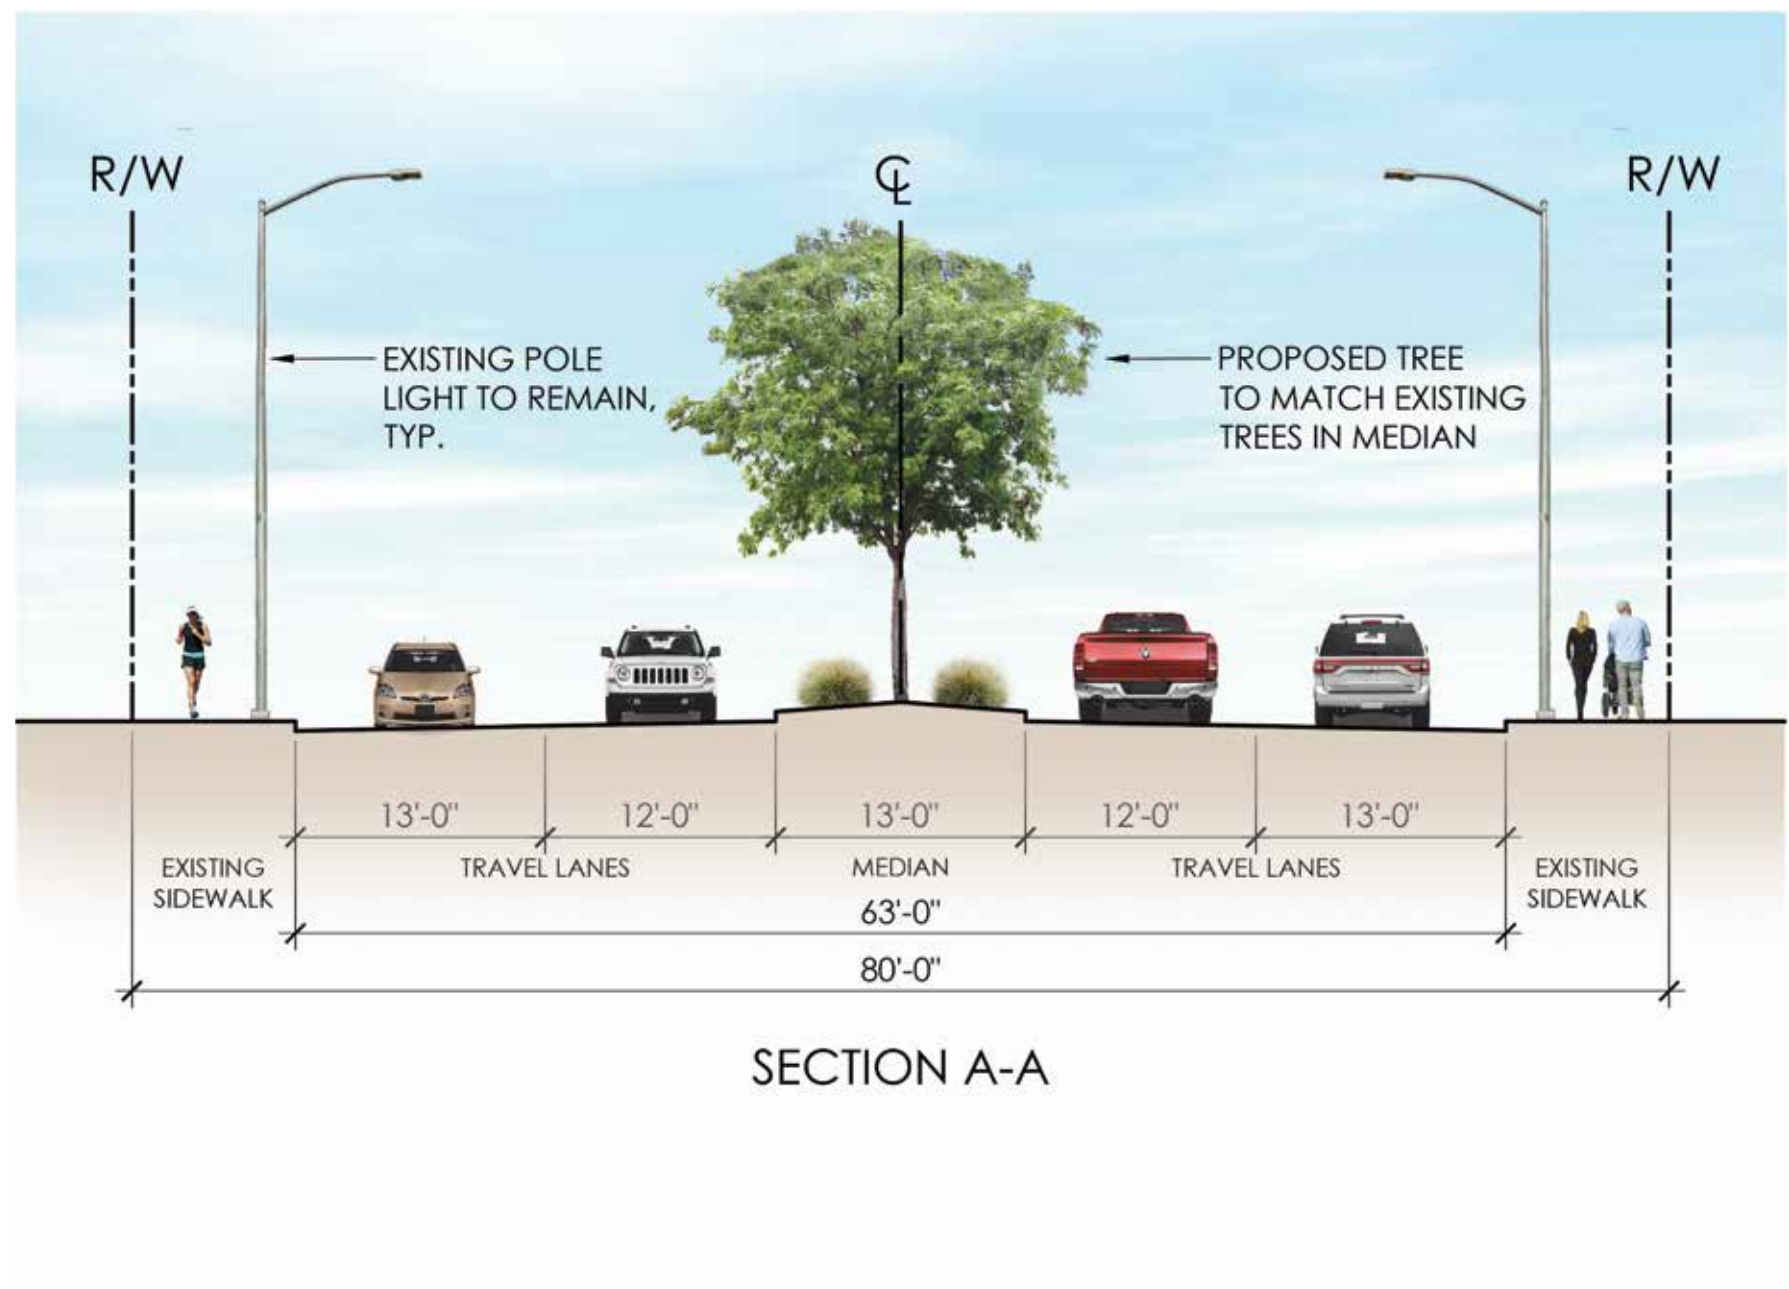 R/W
℄
R/W
EXISTING POLE
LIGHT TO REMAIN,
TYP.
PROPOSED TREE
TO MATCH EXISTING
TREES IN MEDIAN
13'-0"
12'-0"
13'-0"
12'-0"
13'-0"
EXISTING
SIDEWALK
TRAVEL LANES
MEDIAN
TRAVEL LANES
EXISTING
SIDEWALK
63'-0"
80'-0"
SECTION A-A